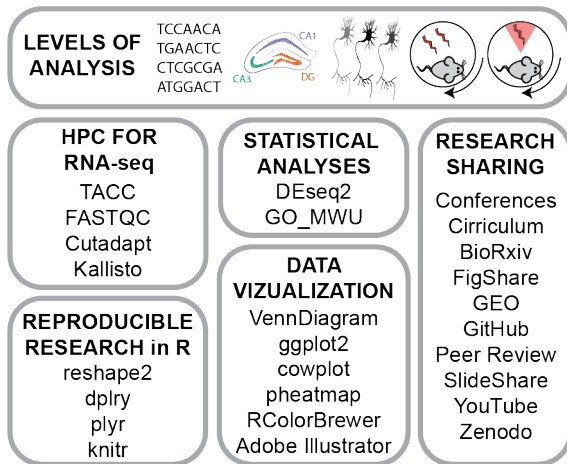 LEVELS OF
ANALYSIS
TCCAACA
TGAACTC
CTCGCGA
ATGGACT
CA1
CA3
DG
HPC FOR
RNA-seq
TACC
FASTQC
Cutadapt
Kallisto
REPRODUCIBLE
RESEARCH in R
reshape2
dplry
plyr
knitr
STATISTICAL
ANALYSES
DEseq2
GO_MWU
DATA
VIZUALIZATION
VennDiagram
ggplot2
cowplot
pheatmap
RColorBrewer
Adobe Illustrator
RESEARCH
SHARING
Conferences
Cirriculum
BioRxiv
FigShare
GEO
GitHub
Peer Review
SlideShare
YouTube
Zenodo